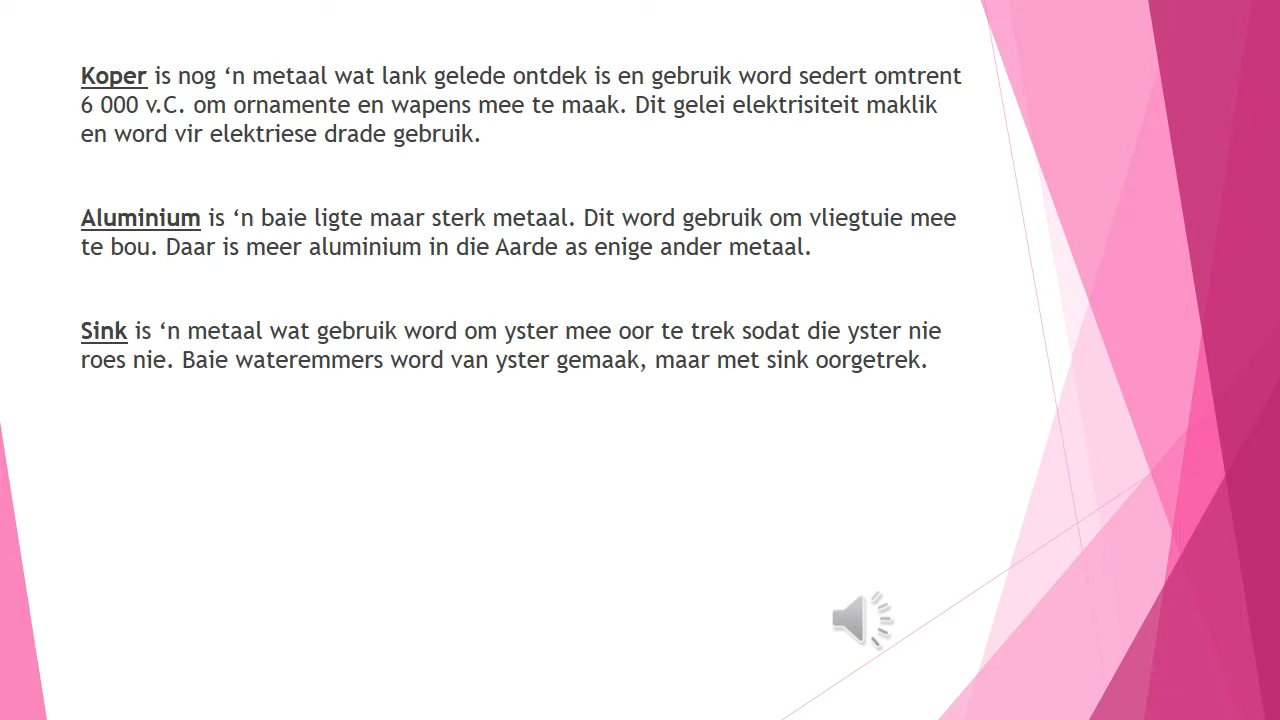 Koper is nog ‘n metaal wat lank gelede ontdek is en gebruik word sedert omtrent
6 000 v.C. om ornamente en wapens mee te maak. Dit gelei elektrisiteit maklik
en word vir elektriese drade gebruik.
Aluminium is ‘n baie ligte maar sterk metaal. Dit word gebruik om vliegtuie mee
te bou. Daar is meer aluminium in die Aarde as enige ander metaal.
Sink is ‘n metaal wat gebruik word om yster mee oor te trek sodat die yster nie
roes nie. Baie wateremmers word van yster gemaak, maar met sink oorgetrek.